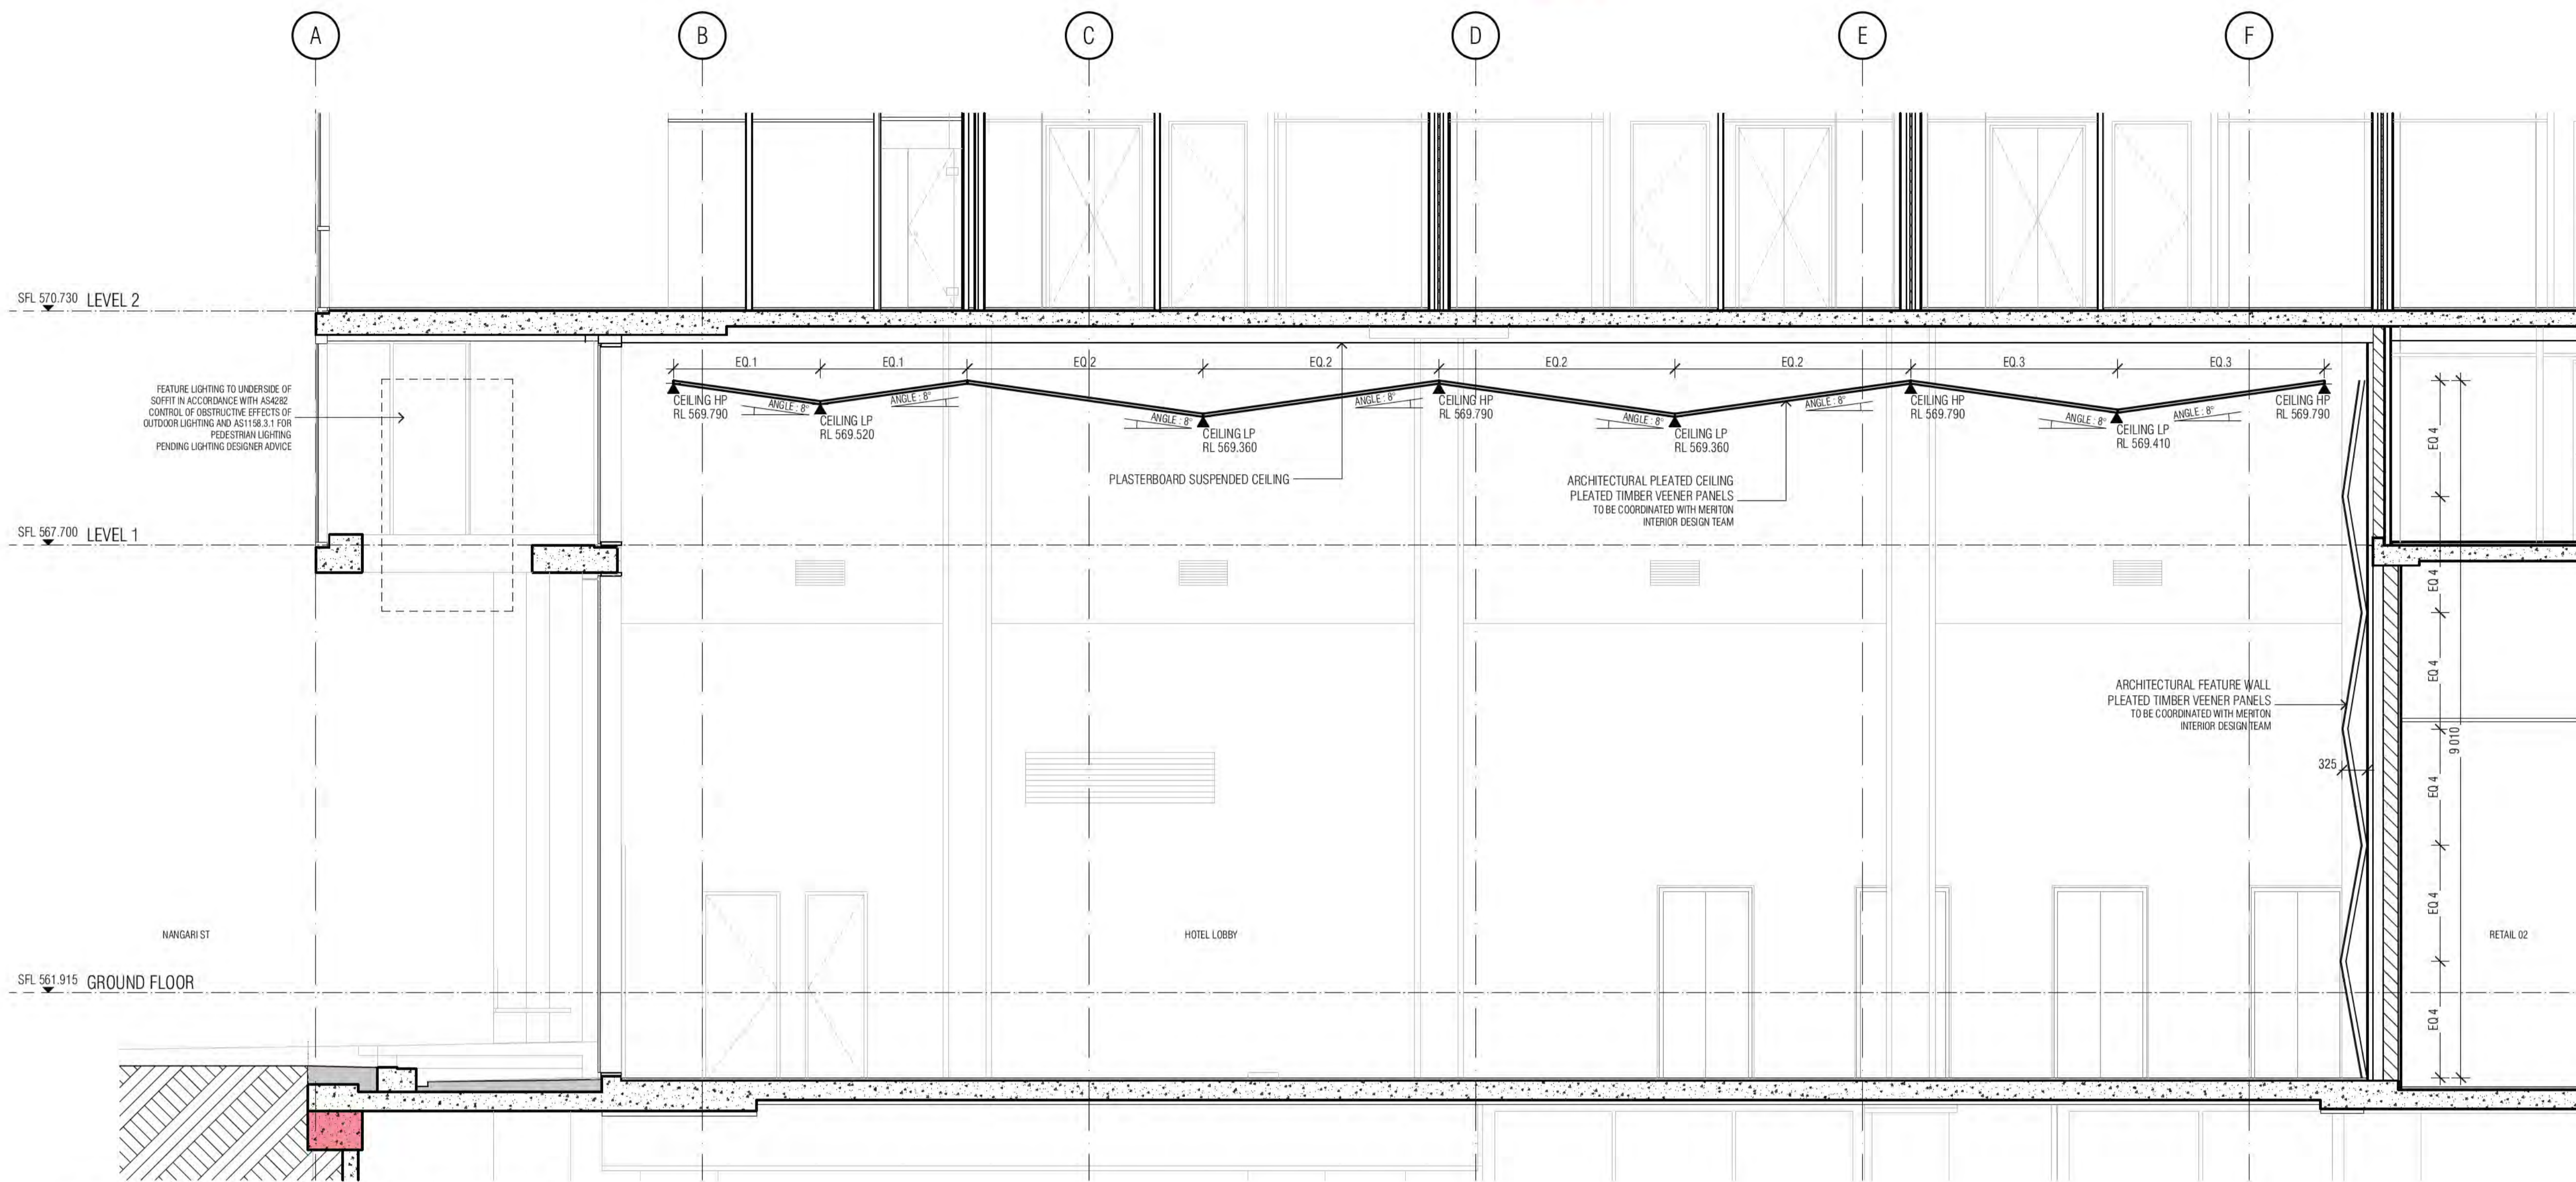 A
B
C
D
E
F
SFL 570.730 LEVEL 2
EQ.1
EQ.1
EQ.2
EQ.2
EQ.2
EQ.2
EQ.3
EQ.3
FEATURE LIGHTING TO UNDERSIDE OF
SOFFIT IN ACCORDANCE WITH AS4282
CONTROL OF OBSTRUCTIVE EFFECTS OF
OUTDOOR LIGHTING AND AS1158.3.1 FOR
PEDESTRIAN LIGHTING
PENDING LIGHTING DESIGNER ADVICE
CEILING HP
RL 569.790
ANGLE : 8°
CEILING LP
RL 569.520
ANGLE : 8°
ANGLE : 8°
CEILING LP
RL 569.360
ANGLE : 8°
CEILING HP
RL 569.790
ANGLE : 8°
CEILING LP
RL 569.360
ANGLE : 8°
CEILING HP
RL 569.790
ANGLE : 8°
CEILING LP
RL 569.410
ANGLE : 8°
CEILING HP
RL 569.790
PLASTERBOARD SUSPENDED CEILING
ARCHITECTURAL PLEATED CEILING
PLEATED TIMBER VEENER PANELS
TO BE COORDINATED WITH MERITON
INTERIOR DESIGN TEAM
EQ 4
SFL 567.700 LEVEL 1
EQ 4
EQ 4
ARCHITECTURAL FEATURE WALL
PLEATED TIMBER VEENER PANELS
TO BE COORDINATED WITH MERITON
INTERIOR DESIGN TEAM
9 010
325
EQ 4
EQ 4
NANGARI ST
HOTEL LOBBY
RETAIL 02
SFL 561.915 GROUND FLOOR
EQ 4